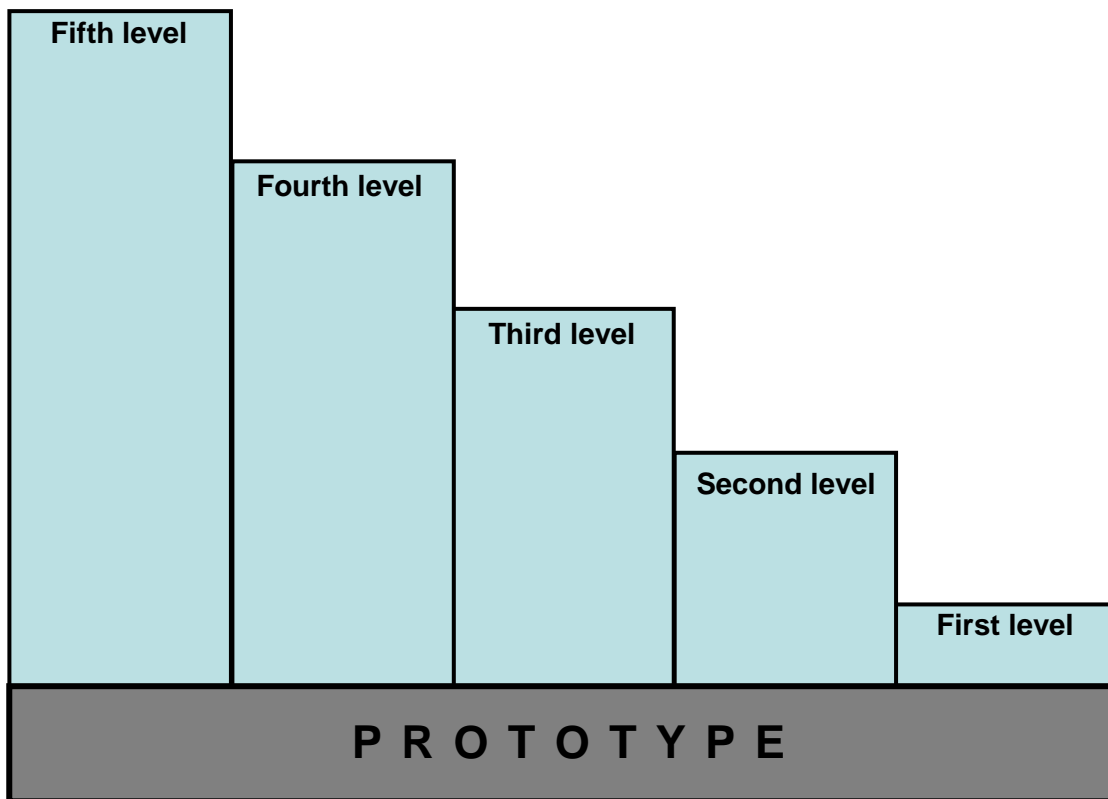 Fifth level
Fourth level
Third level
Second level
First level
P R O T O T Y P E